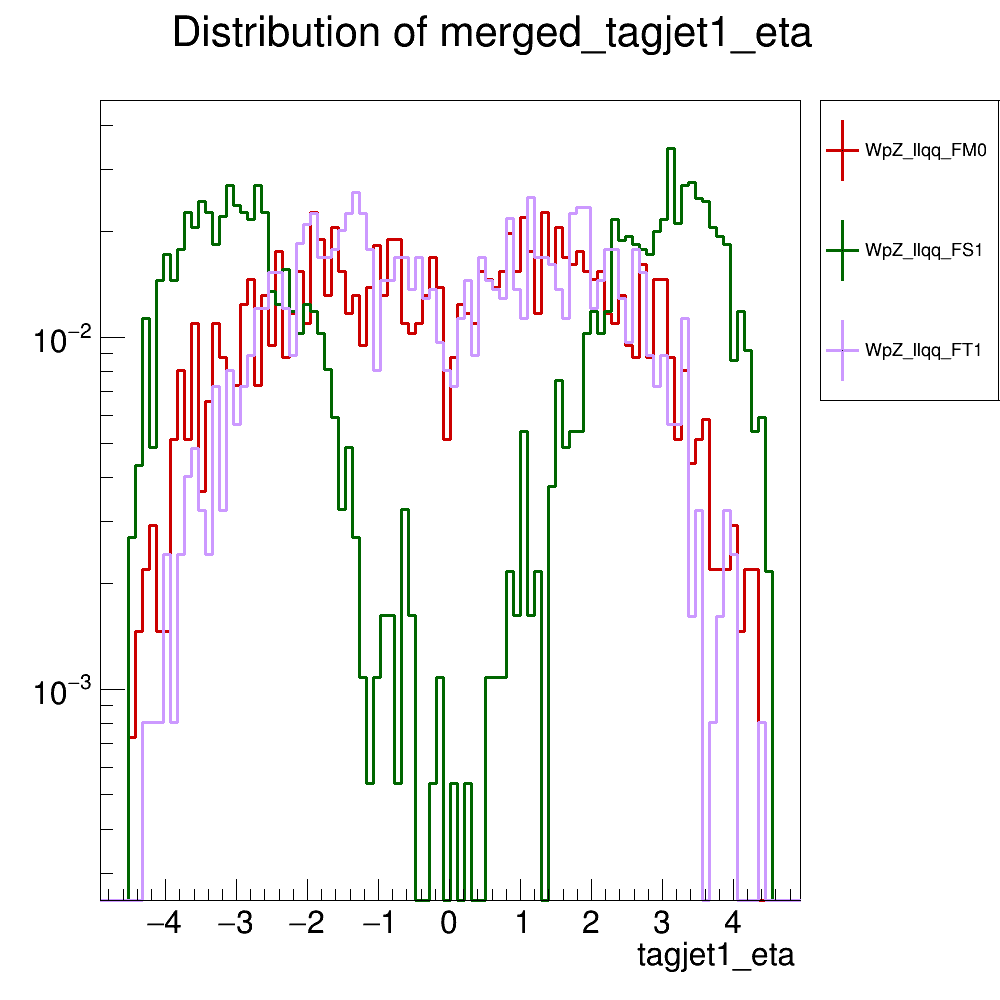 Distribution of merged_tagjet1_eta
WpZ_llqq_FM0
WpZ_llqq_FS1
WpZ_llqq_FT1
10−2
10−3
−4 −3 −2 −1 0 1 2 3 4
tagjet1_eta